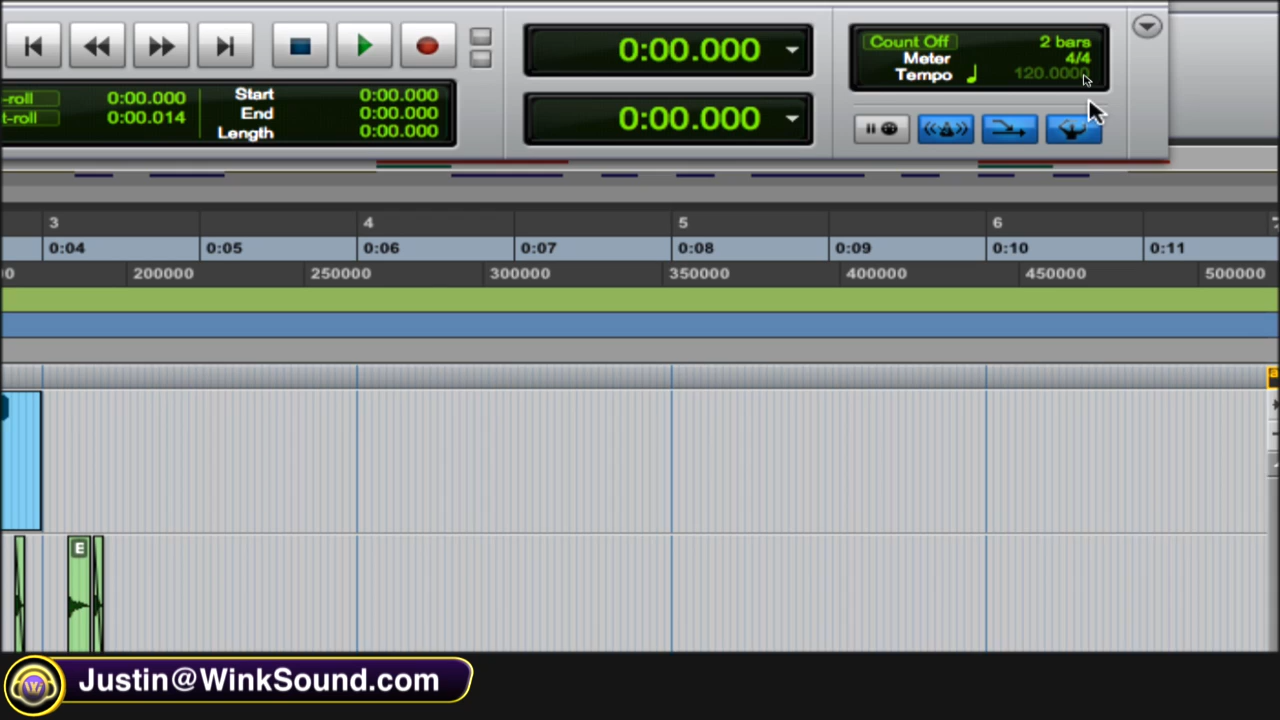 0:00.000
Count Off 2 bars
Meter 4/4
Tempo 120.0000
-roll 0:00.000
t-roll 0:00.014
Start 0:00.000
End 0:00.000
Length 0:00.000
0:00.000
3 4 5 6
0:04 0:05 0:06 0:07 0:08 0:09 0:10 0:11
00 200000 250000 300000 350000 400000 450000 500000
E
Justin@WinkSound.com